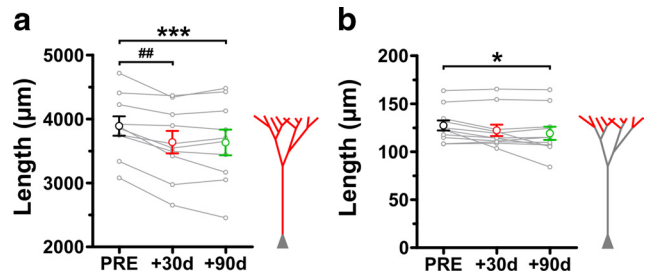 a
***
##
5000
4000
3000
2000
Length (μm)
PRE +30d +90d
b
*
200
150
100
50
0
Length (μm)
PRE +30d +90d